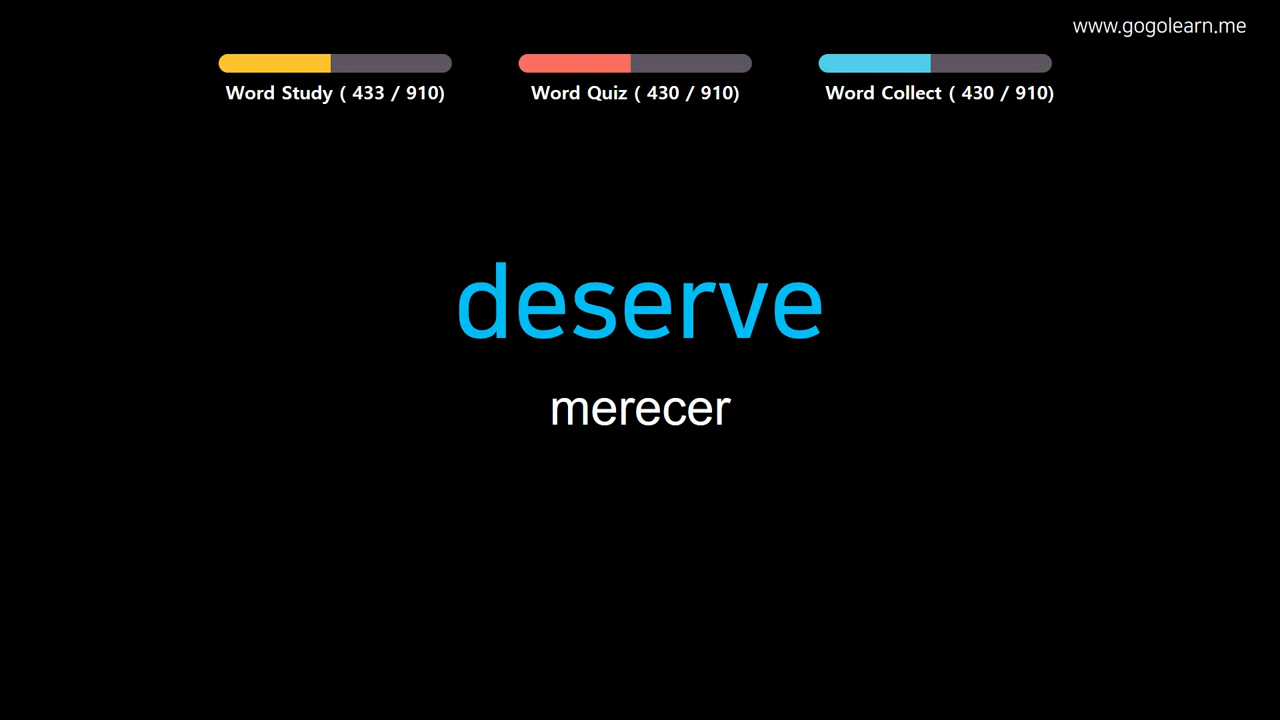 www.gogolearn.me
Word Study ( 433 / 910)
Word Quiz ( 430 / 910)
Word Collect ( 430 / 910)
deserve
merecer